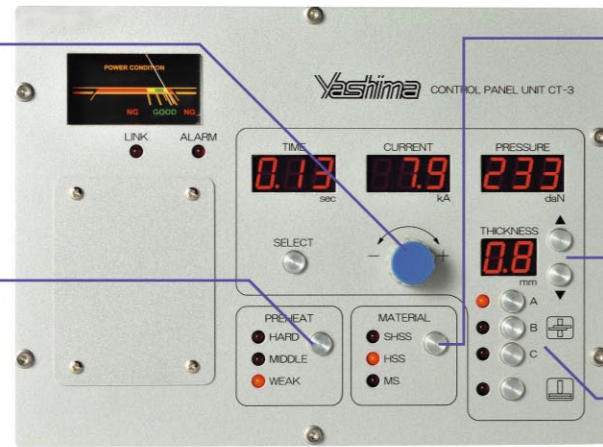 POWER CONDITION
NG GOOD NG
LINK ALARM
Yashima CONTROL PANEL UNIT CT-3
TIME CURRENT PRESSURE
0.13 7.9 233
sec kA daN
SELECT
- +
THICKNESS
0.8
mm
▲
▼
PREHEAT
HARD
MIDDLE
WEAK
MATERIAL
SHSS
HSS
MS
A
B
C